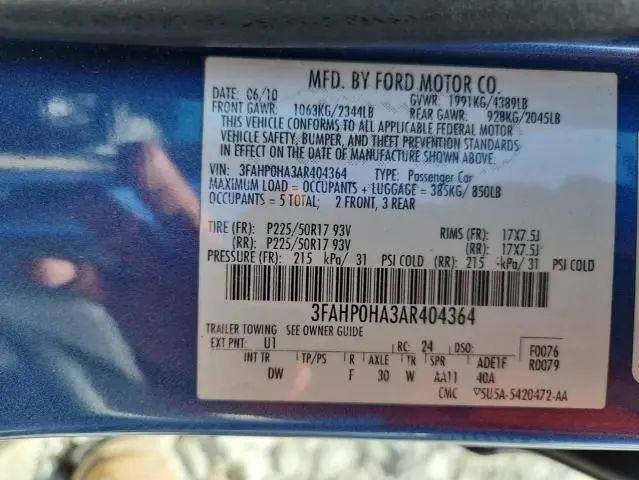 MFD. BY FORD MOTOR CO.
DATE: 06/10 GVWR: 1991KG/4389LB
FRONT GAWR: 1063KG/2344LB REAR GAWR: 928KG/2045LB
THIS VEHICLE CONFORMS TO ALL APPLICABLE FEDERAL MOTOR
VEHICLE SAFETY, BUMPER, AND THEFT PREVENTION STANDARDS
IN EFFECT ON THE DATE OF MANUFACTURE SHOWN ABOVE.
VIN: 3FAHP0HA3AR404364 TYPE: Passenger Car
MAXIMUM LOAD = OCCUPANTS + LUGGAGE = 385KG/ 850LB
OCCUPANTS = 5 TOTAL; 2 FRONT, 3 REAR
TIRE (FR): P225/50R17 93V RIMS (FR): 17X7.5J
(RR): P225/50R17 93V (RR): 17X7.5J
PRESSURE (FR): 215 kPa/ 31 PSI COLD (RR): 215 kPa/ 31 PSI COLD
3FAHP0HA3AR404364
TRAILER TOWING SEE OWNER GUIDE
EXT PNT: U1 RC: 24 DSO: F0076
INT TR TP/PS R AXLE TR SPR ADE1F R0079
DW F 30 W AA11 40A
CMC 5U5A-5420472-AA